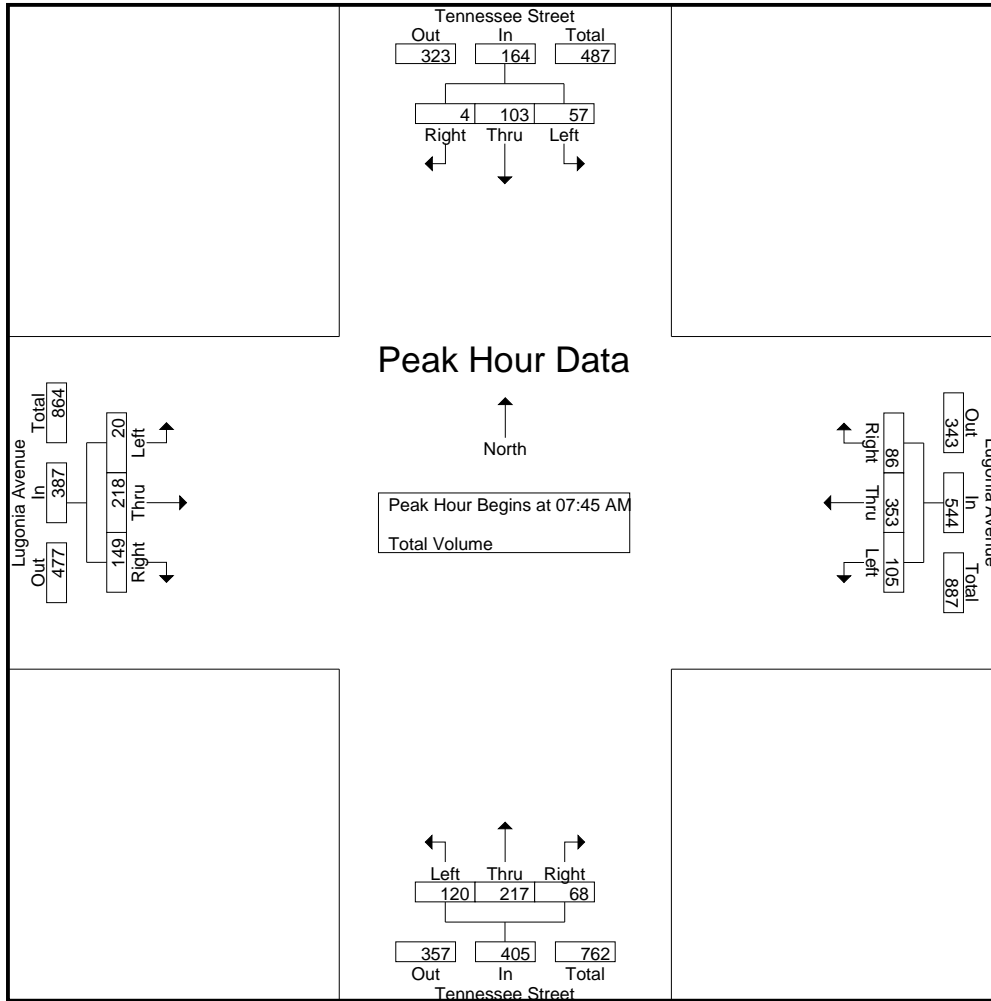 Tennessee Street
Out In Total
323 164 487
4 103 57
Right Thru Left
Peak Hour Data
North
Peak Hour Begins at 07:45 AM
Total Volume
Lugonia Avenue
Out In Total
477 387 864
20 218 149
Left Thru Right
Lugonia Avenue
Out In Total
343 544 887
86 353 105
Right Thru Left
Left Thru Right
120 217 68
357 405 762
Out In Total
Tennessee Street